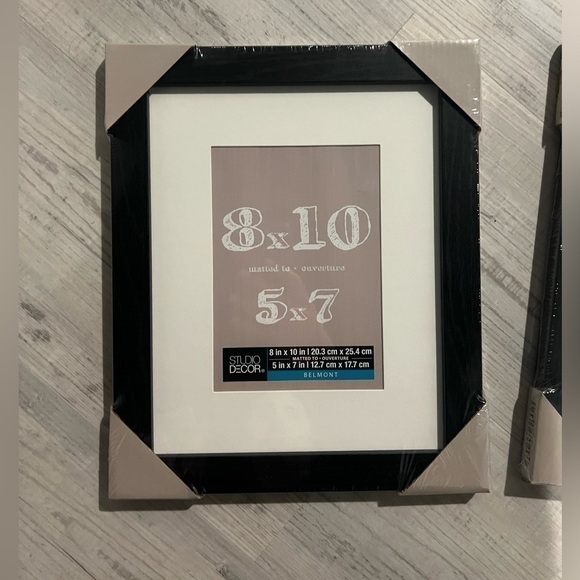 8x10
matted to • ouverture
5x7
STUDIO
DECOR®
8 in x 10 in | 20.3 cm x 25.4 cm
MATTED TO • OUVERTURE
5 in x 7 in | 12.7 cm x 17.7 cm
BELMONT